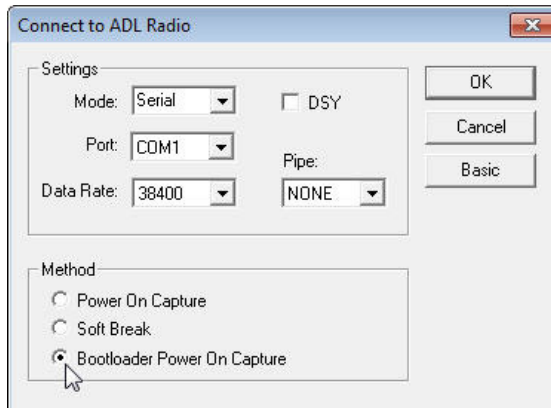 Connect to ADL Radio
Settings
Mode: Serial
DSY
Port: COM1
Pipe:
Data Rate: 38400
NONE
OK
Cancel
Basic
Method
Power On Capture
Soft Break
Bootloader Power On Capture